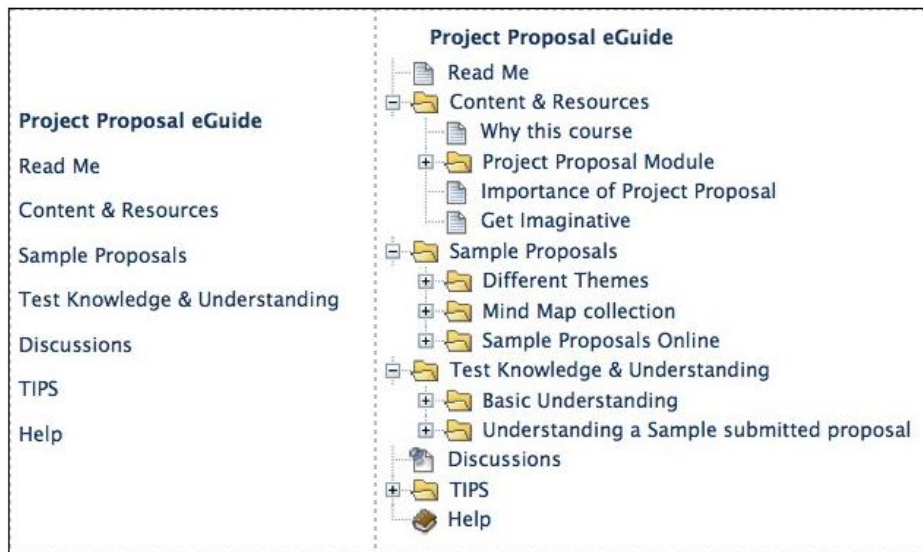 Project Proposal eGuide
Read Me
Content & Resources
Sample Proposals
Test Knowledge & Understanding
Discussions
TIPS
Help
Project Proposal eGuide
Read Me
Content & Resources
Why this course
Project Proposal Module
Importance of Project Proposal
Get Imaginative
Sample Proposals
Different Themes
Mind Map collection
Sample Proposals Online
Test Knowledge & Understanding
Basic Understanding
Understanding a Sample submitted proposal
Discussions
TIPS
Help